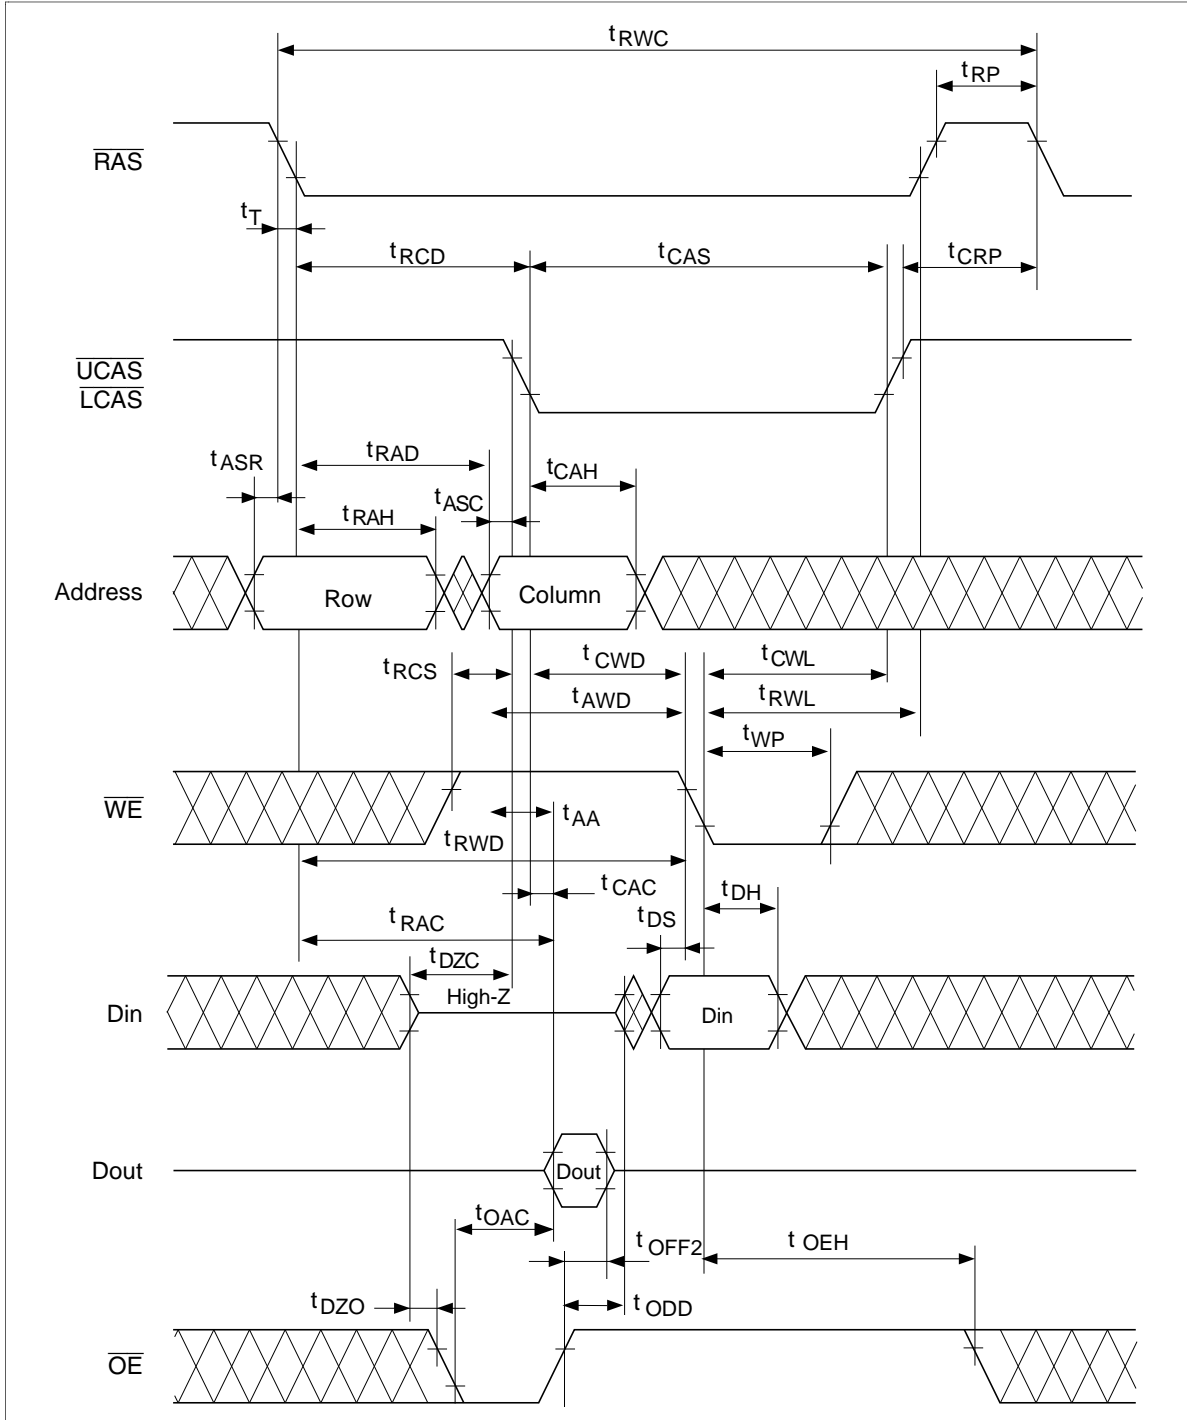 tRWC
tRP
RAS
tT
tRCD
tCAS
tCRP
UCAS
LCAS
tASR
tRAD
tCAH
tASC
tRAH
Address
Row
Column
tRCS
tCWD
tCWL
tAWD
tRWL
tWP
WE
tAA
tRWD
tCAC
tDH
tRAC
tDS
tDZC
High-Z
Din
Din
Dout
Dout
tOAC
tOFF2
tOEH
tDZO
tODD
OE